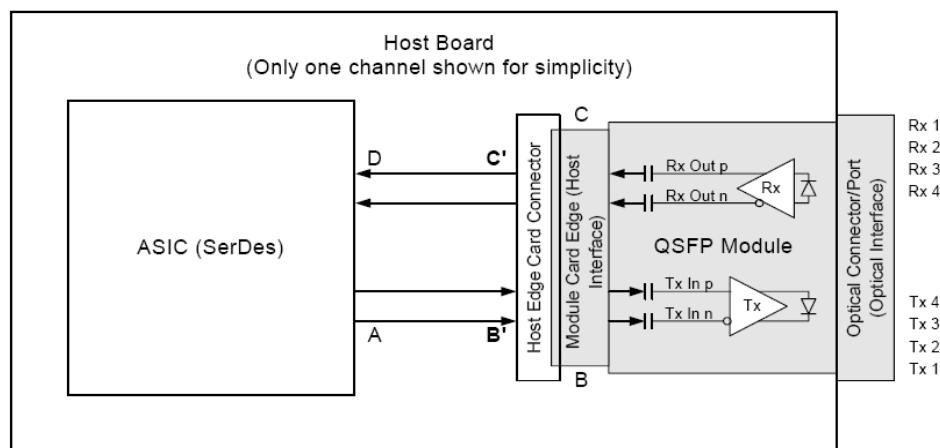 Host Board
(Only one channel shown for simplicity)
ASIC (SerDes)
D
A
C'
B'
C
B
Host Edge Card Connector
Module Card Edge (Host
Interface)
Rx Out p
Rx Out n
Rx
QSFP Module
Tx In p
Tx In n
Tx
Optical Connector/Port
(Optical Interface)
Rx 1
Rx 2
Rx 3
Rx 4
Tx 4
Tx 3
Tx 2
Tx 1